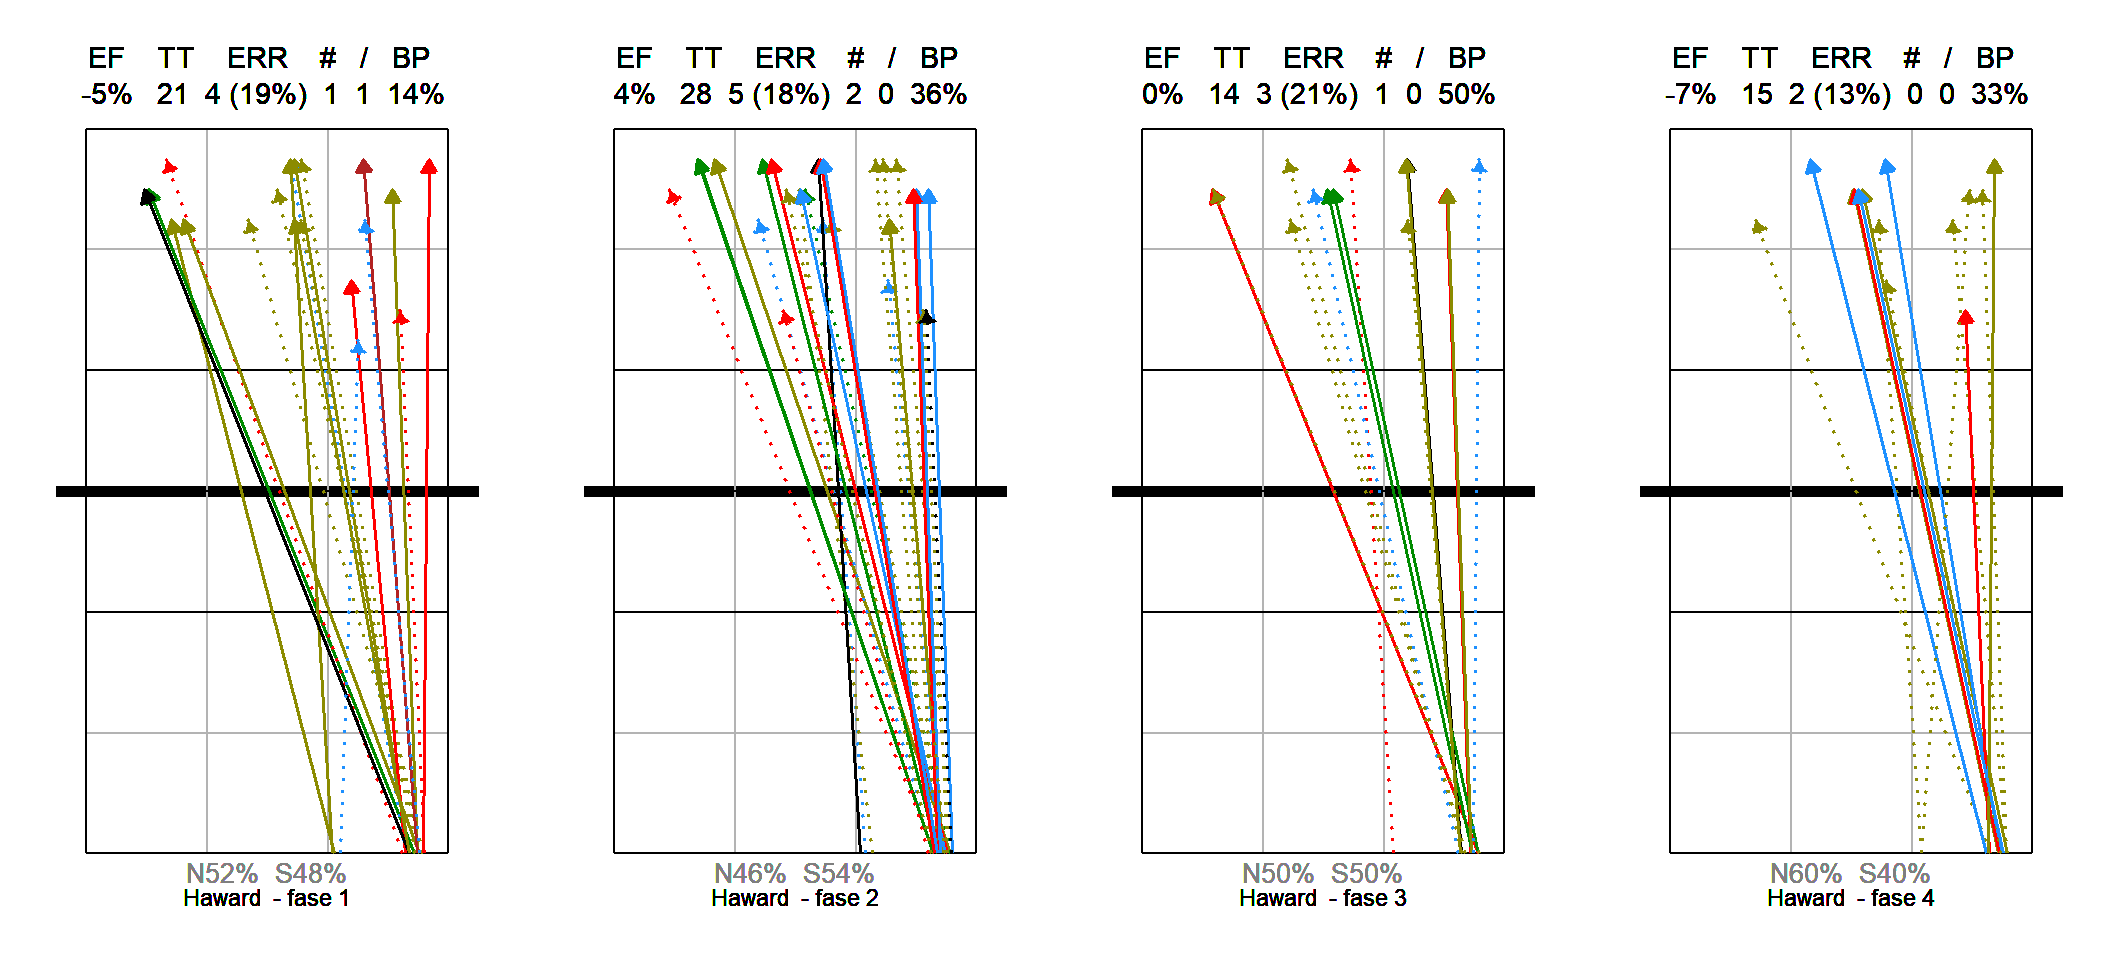 EF TT ERR # / BP
-5% 21 4 (19%) 1 1 14%
N52% S48%
Haward - fase 1
EF TT ERR # / BP
4% 28 5 (18%) 2 0 36%
N46% S54%
Haward - fase 2
EF TT ERR # / BP
0% 14 3 (21%) 1 0 50%
N50% S50%
Haward - fase 3
EF TT ERR # / BP
-7% 15 2 (13%) 0 0 33%
N60% S40%
Haward - fase 4